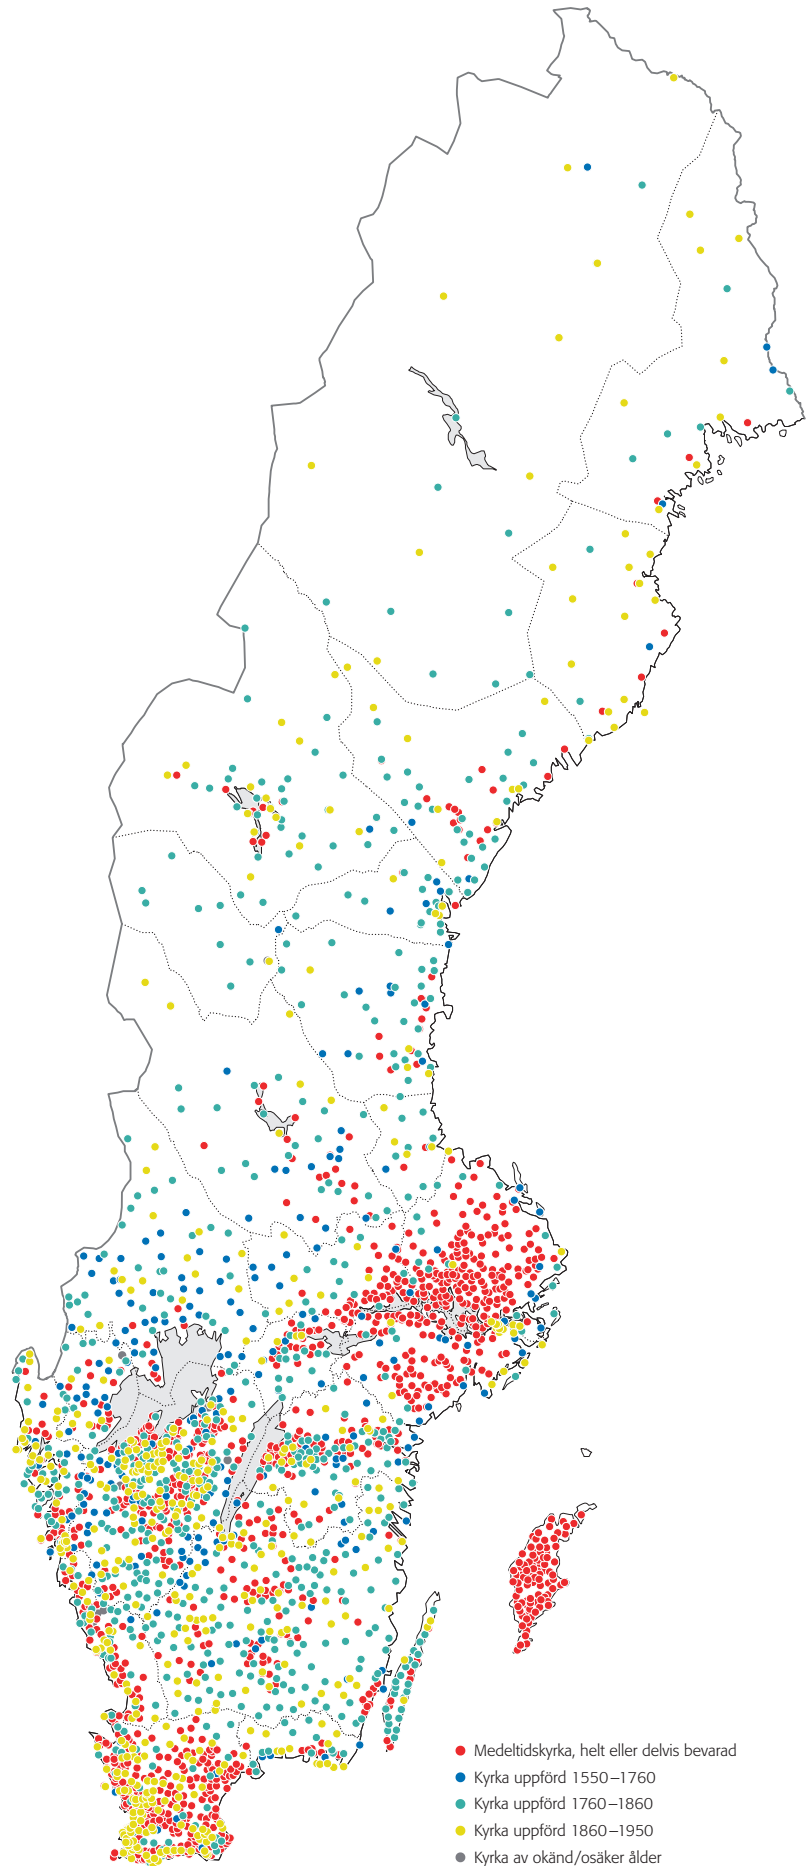 Medeltidskyrka, helt eller delvis bevarad
Kyrka uppförd 1550–1760
Kyrka uppförd 1760–1860
Kyrka uppförd 1860–1950
Kyrka av okänd/osäker ålder